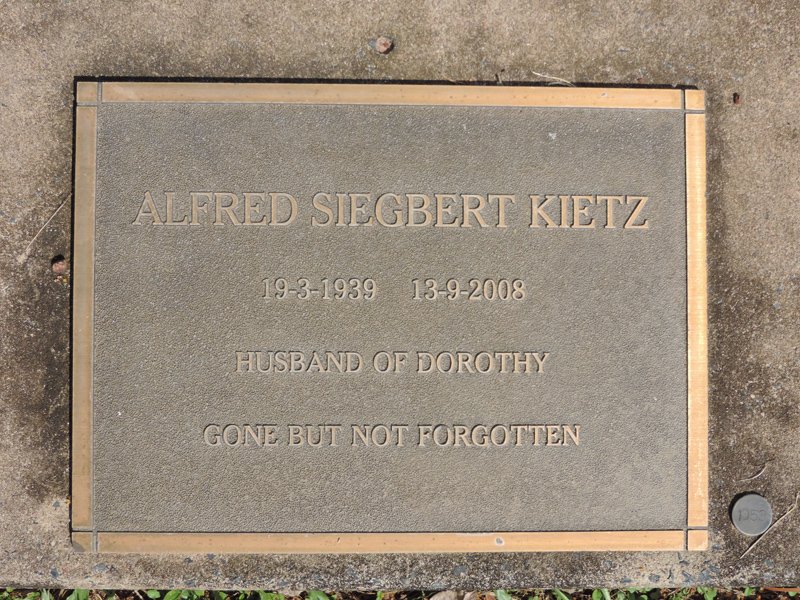 ALFRED SIEGBERT KIETZ
19-3-1939 13-9-2008
HUSBAND OF DOROTHY
GONE BUT NOT FORGOTTEN